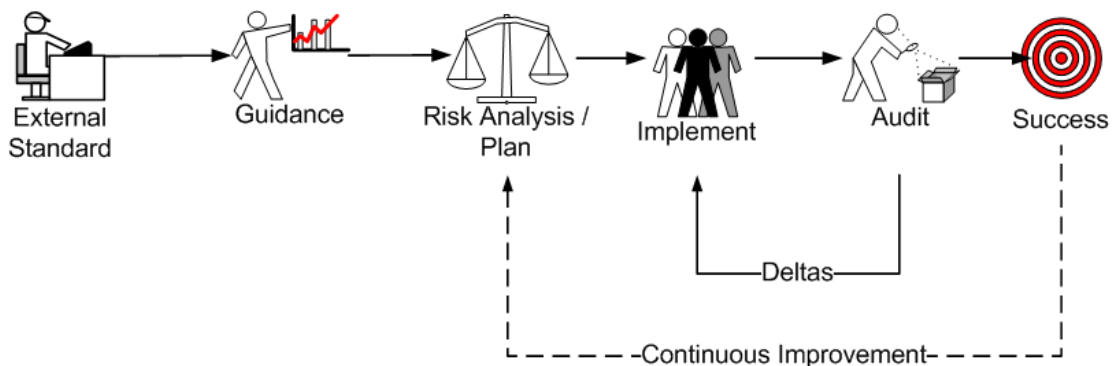 External
Standard
Guidance
Risk Analysis /
Plan
Implement
Audit
Success
Deltas
Continuous Improvement